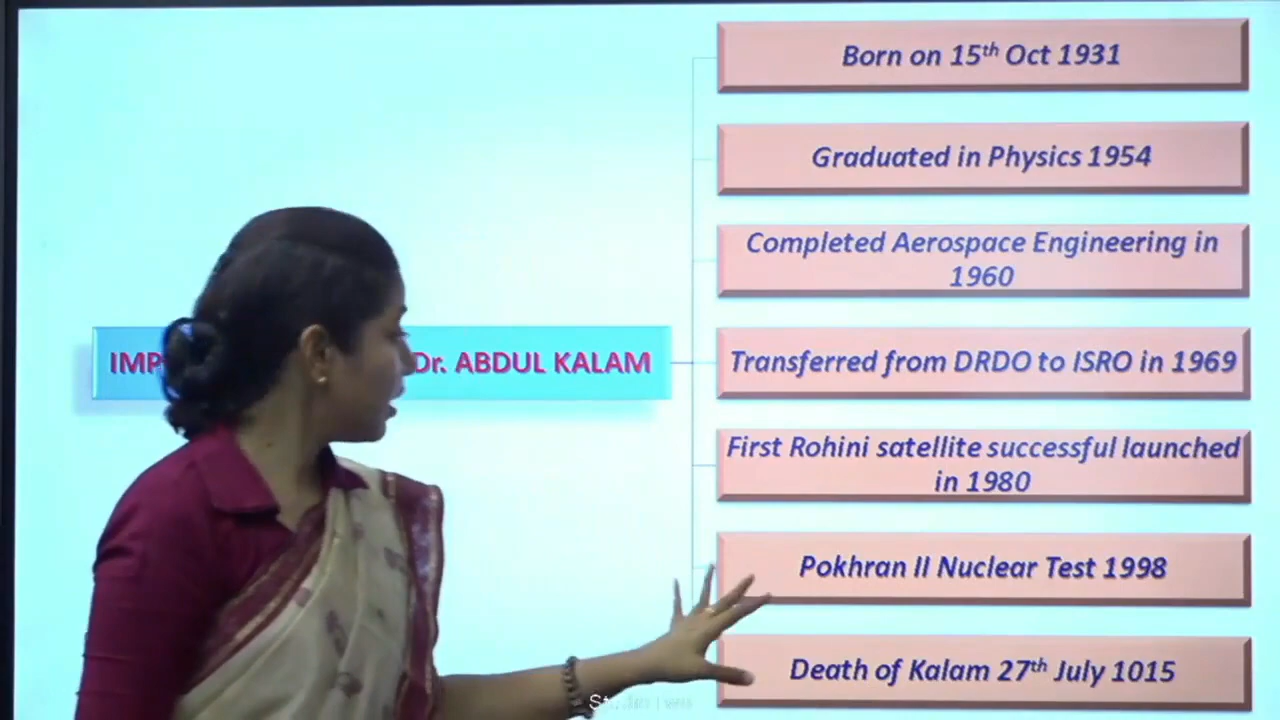 Born on 15th Oct 1931
Graduated in Physics 1954
Completed Aerospace Engineering in
1960
Dr. ABDUL KALAM
Transferred from DRDO to ISRO in 1969
First Rohini satellite successful launched
in 1980
Pokhran II Nuclear Test 1998
Death of Kalam 27th July 1015